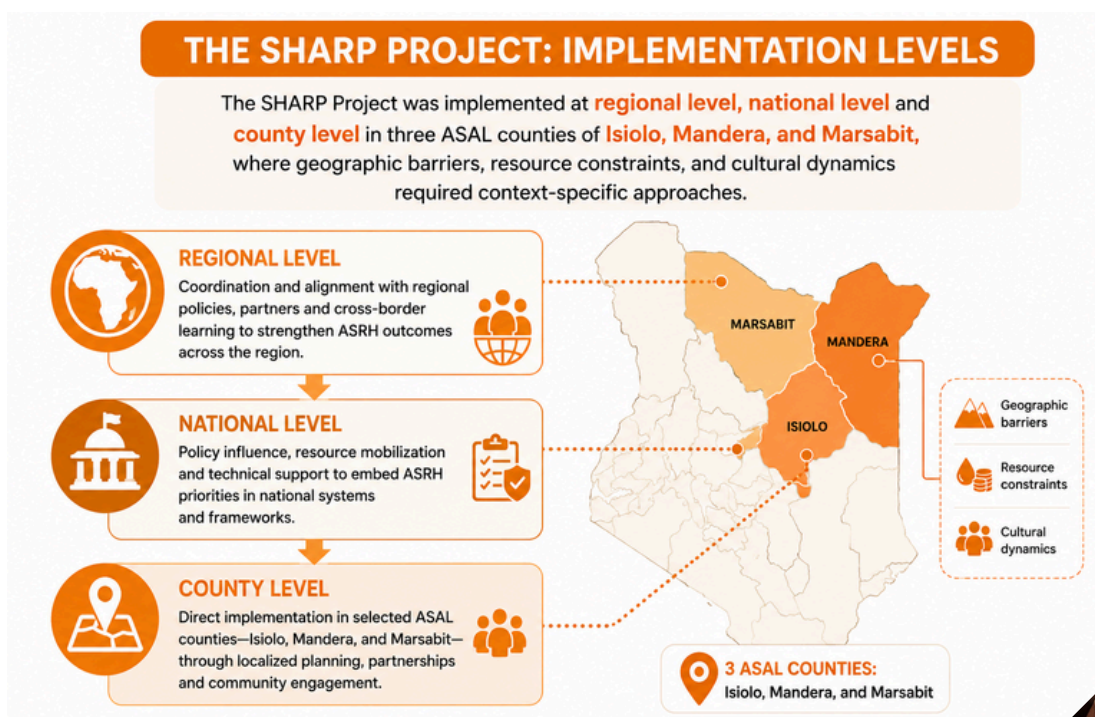 THE SHARP PROJECT: IMPLEMENTATION LEVELS
The SHARP Project was implemented at regional level, national level and
county level in three ASAL counties of Isiolo, Mandera, and Marsabit,
where geographic barriers, resource constraints, and cultural dynamics
required context-specific approaches.
REGIONAL LEVEL
Coordination and alignment with regional
policies, partners and cross-border
learning to strengthen ASRH outcomes
across the region.
NATIONAL LEVEL
Policy influence, resource mobilization
and technical support to embed ASRH
priorities in national systems
and frameworks.
COUNTY LEVEL
Direct implementation in selected ASAL
counties—Isiolo, Mandera, and Marsabit—
through localized planning, partnerships
and community engagement.
MARSABIT
MANDERA
ISIOLO
Geographic
barriers
Resource
constraints
Cultural
dynamics
3 ASAL COUNTIES:
Isiolo, Mandera, and Marsabit